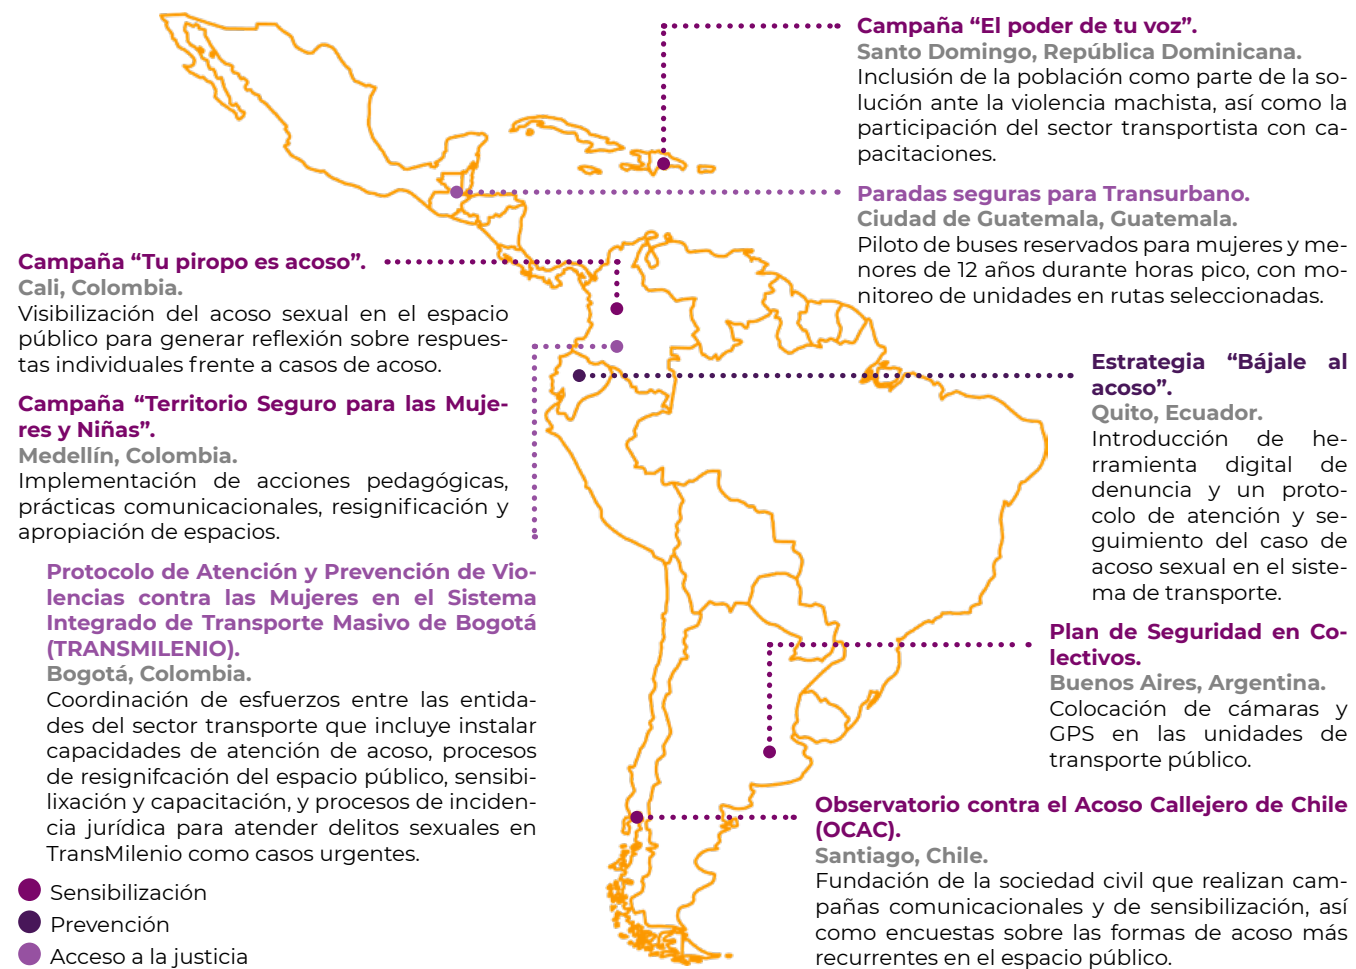 Campaña “El poder de tu voz”.
Santo Domingo, República Dominicana.
Inclusión de la población como parte de la so-
lución ante la violencia machista, así como la
participación del sector transportista con ca-
pacitaciones.
Paradas seguras para Transurbano.
Ciudad de Guatemala, Guatemala.
Piloto de buses reservados para mujeres y me-
nores de 12 años durante horas pico, con mo-
nitoreo de unidades en rutas seleccionadas.
Campaña “Tu piropo es acoso”.
Cali, Colombia.
Visibilización del acoso sexual en el espacio
público para generar reflexión sobre respues-
tas individuales frente a casos de acoso.
Campaña “Territorio Seguro para las Muje-
res y Niñas”.
Medellín, Colombia.
Implementación de acciones pedagógicas,
prácticas comunicacionales, resignificación y
apropiación de espacios.
Protocolo de Atención y Prevención de Vio-
lencias contra las Mujeres en el Sistema
Integrado de Transporte Masivo de Bogotá
(TRANSMILENIO).
Bogotá, Colombia.
Coordinación de esfuerzos entre las entida-
des del sector transporte que incluye instalar
capacidades de atención de acoso, procesos
de resignifcación del espacio público, sensibi-
lixación y capacitación, y procesos de inciden-
cia jurídica para atender delitos sexuales en
TransMilenio como casos urgentes.
Estrategia “Bájale al
acoso”.
Quito, Ecuador.
Introducción de he-
rramienta digital de
denuncia y un proto-
colo de atención y se-
guimiento del caso de
acoso sexual en el siste-
ma de transporte.
Plan de Seguridad en Co-
lectivos.
Buenos Aires, Argentina.
Colocación de cámaras y
GPS en las unidades de
transporte público.
Observatorio contra el Acoso Callejero de Chile
(OCAC).
Santiago, Chile.
Fundación de la sociedad civil que realizan cam-
pañas comunicacionales y de sensibilización, así
como encuestas sobre las formas de acoso más
recurrentes en el espacio público.
Sensibilización
Prevención
Acceso a la justicia